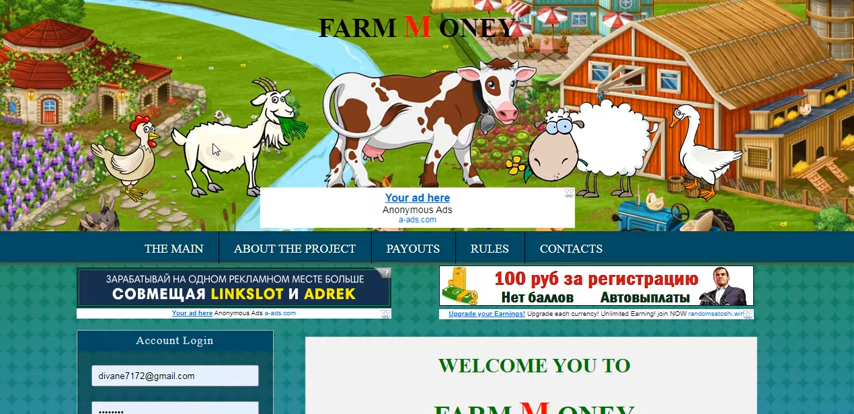 FARM M ONEY
Your ad here
Anonymous Ads
a-ads.com
THE MAIN
ABOUT THE PROJECT
PAYOUTS
RULES
CONTACTS
ЗАРАБАТЫВАЙ НА ОДНОМ РЕКЛАМНОМ МЕСТЕ БОЛЬШЕ
СОВМЕЩАЯ LINKSLOT И ADREK
?
Your ad here Anonymous Ads a-ads.com
100 руб за регистрацию
Нет баллов Автовыплаты
Upgrade your Earnings! Upgrade each currency! Unlimited Earning! join NOW randomsatoshi.win
Account Login
divane7172@gmail.com
••••••••
WELCOME YOU TO
FARM M ONEY